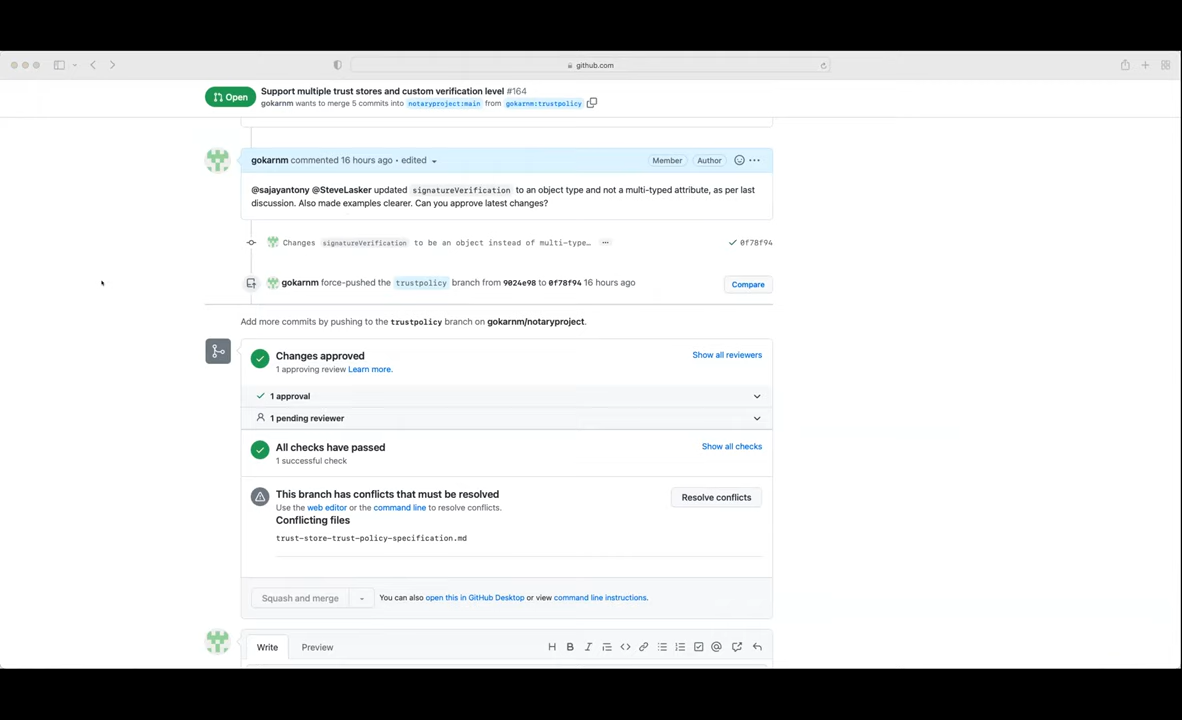 github.com
Open
Support multiple trust stores and custom verification level #164
gokarnm wants to merge 5 commits into notaryproject:main from gokarnm:trustpolicy
gokarnm commented 16 hours ago • edited
Member
Author
@sajayantony @SteveLasker updated signatureVerification to an object type and not a multi-typed attribute, as per last
discussion. Also made examples clearer. Can you approve latest changes?
Changes signatureVerification to be an object instead of multi-type…
0f78f94
gokarnm force-pushed the trustpolicy branch from 9024e98 to 0f78f94 16 hours ago
Compare
Add more commits by pushing to the trustpolicy branch on gokarnm/notaryproject.
Changes approved
Show all reviewers
1 approving review Learn more.
1 approval
1 pending reviewer
All checks have passed
Show all checks
1 successful check
This branch has conflicts that must be resolved
Resolve conflicts
Use the web editor or the command line to resolve conflicts.
Conflicting files
trust-store-trust-policy-specification.md
Squash and merge
You can also open this in GitHub Desktop or view command line instructions.
Write
Preview